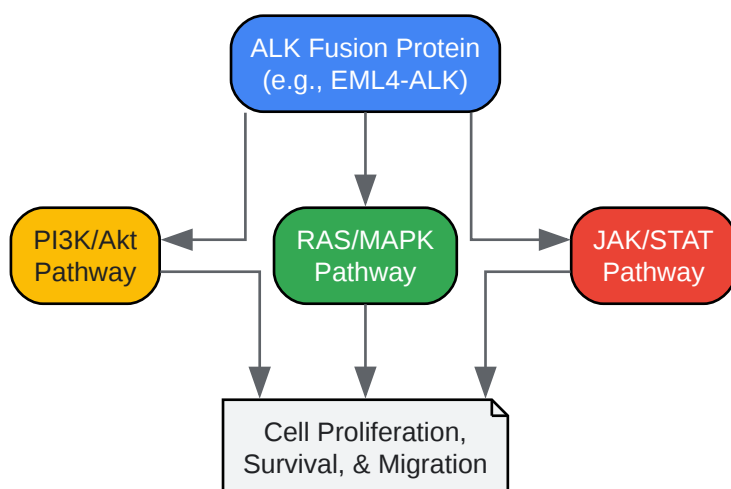 ALK Fusion Protein
(e.g., EML4-ALK)
PI3K/Akt
Pathway
RAS/MAPK
Pathway
JAK/STAT
Pathway
Cell Proliferation,
Survival, & Migration